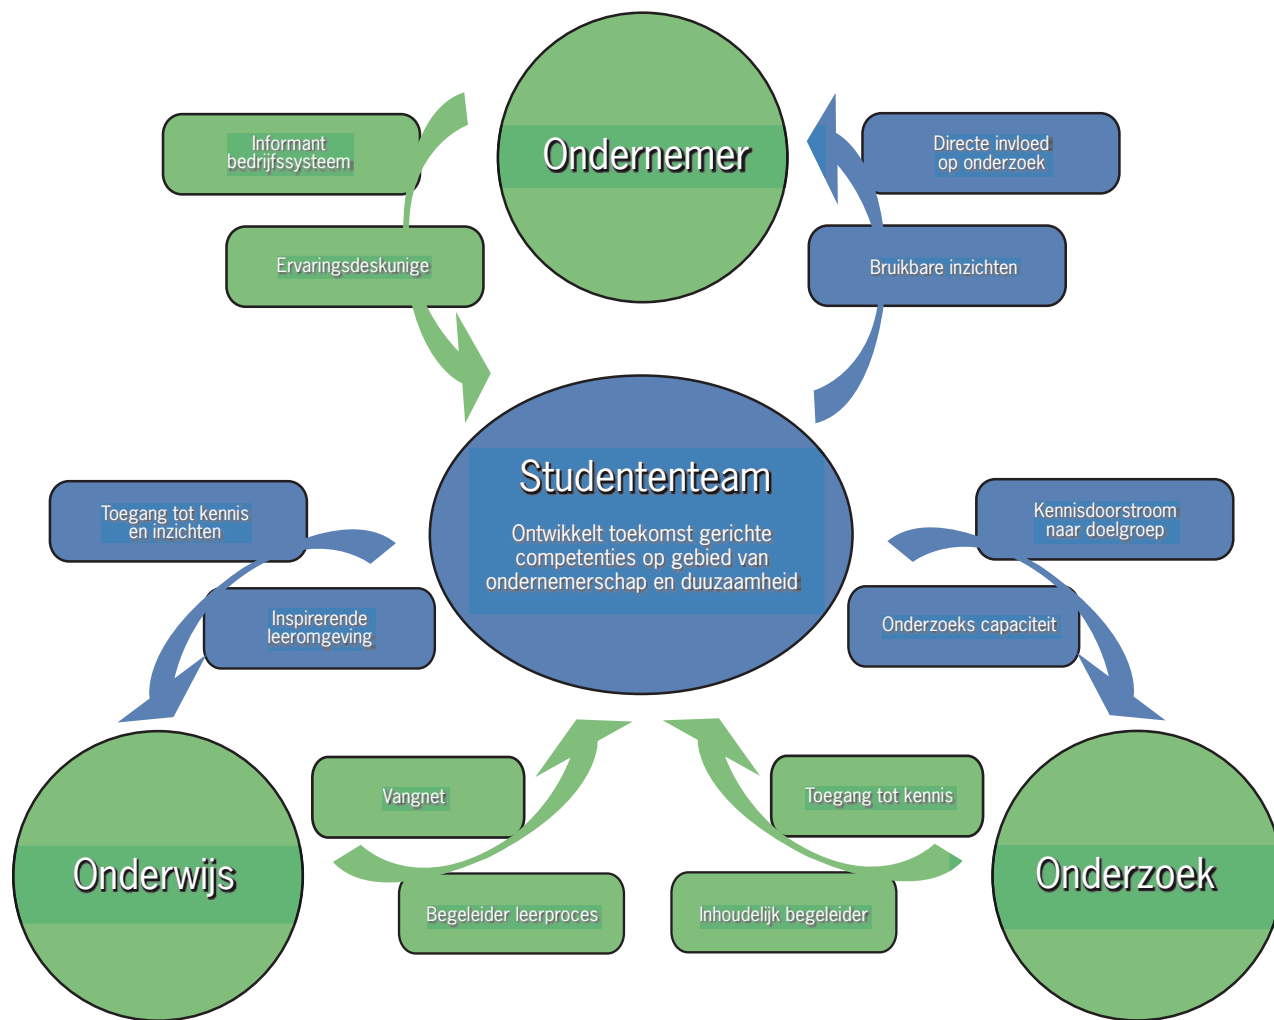 Informant
bedrijfssysteem
Ondernemer
Directe invloed
op onderzoek
Ervaringsdeskunige
Bruikbare inzichten
Studententeam
Ontwikkelt toekomst gerichte
competenties op gebied van
ondernemerschap en duuzaamheid
Toegang tot kennis
en inzichten
Kennisdoorstroom
naar doelgroep
Inspirerende
leeromgeving
Onderzoeks capaciteit
Vangnet
Toegang tot kennis
Onderwijs
Onderzoek
Begeleider leerproces
Inhoudelijk begeleider